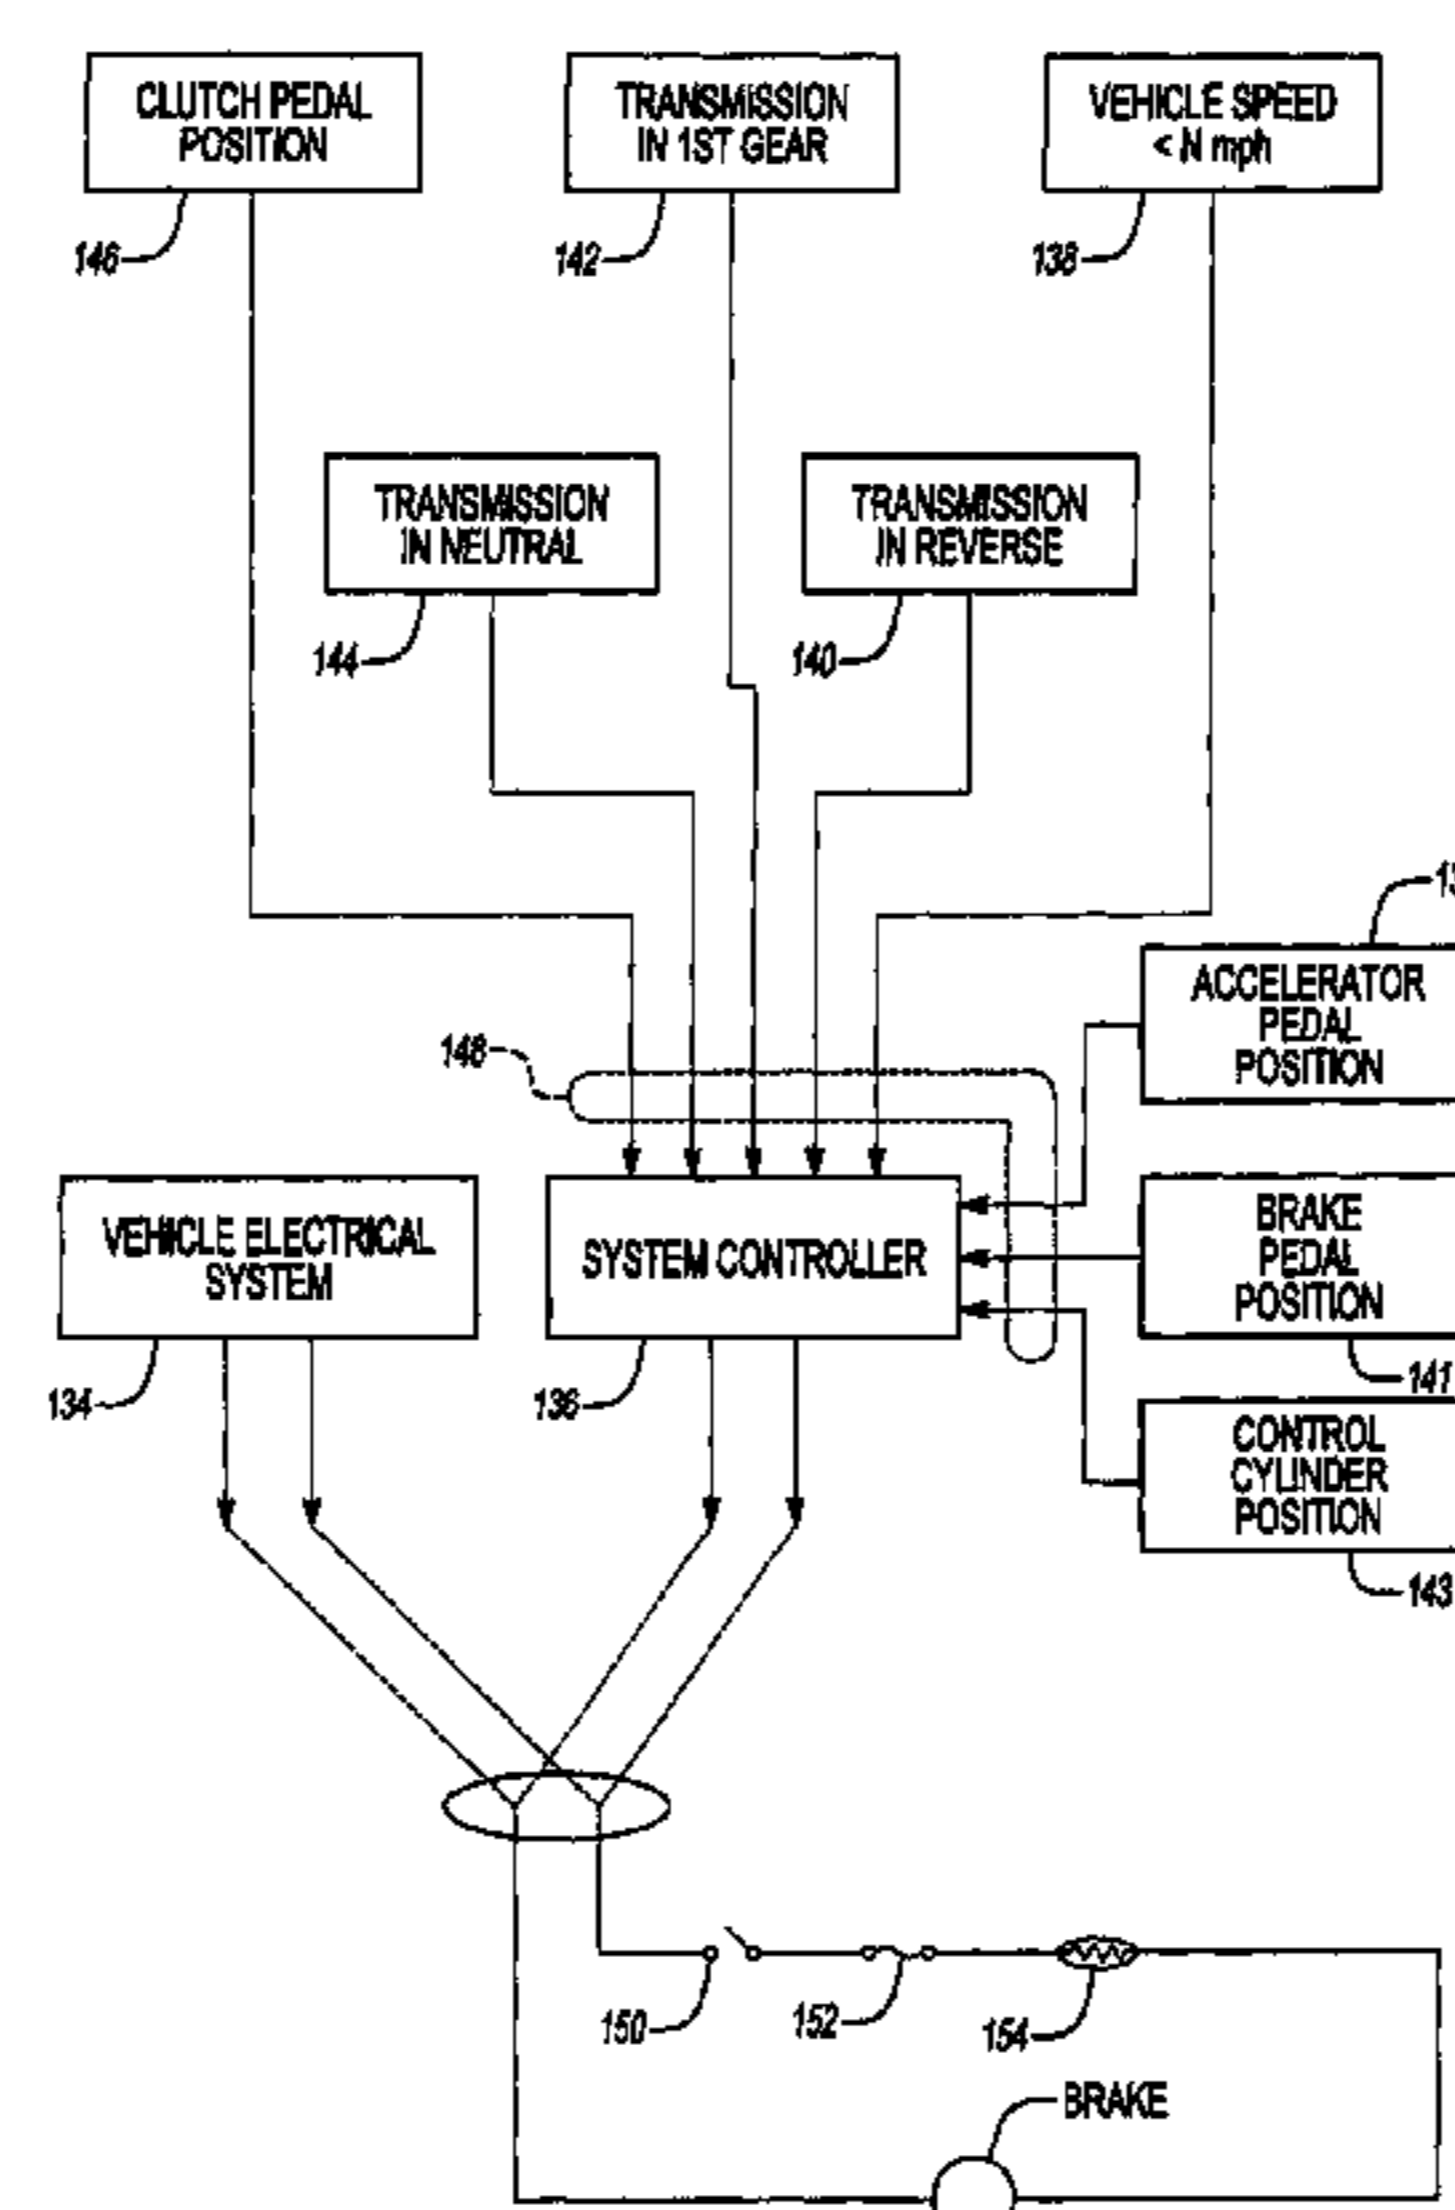 CLUTCH PEDAL
POSITION
TRANSMISSION
IN 1ST GEAR
VEHICLE SPEED
< N mph
146
142
138
TRANSMISSION
IN NEUTRAL
TRANSMISSION
IN REVERSE
144
140
ACCELERATOR
PEDAL
POSITION
148
VEHICLE ELECTRICAL
SYSTEM
SYSTEM CONTROLLER
BRAKE
PEDAL
POSITION
134
136
141
CONTROL
CYLINDER
POSITION
143
150
152
154
BRAKE